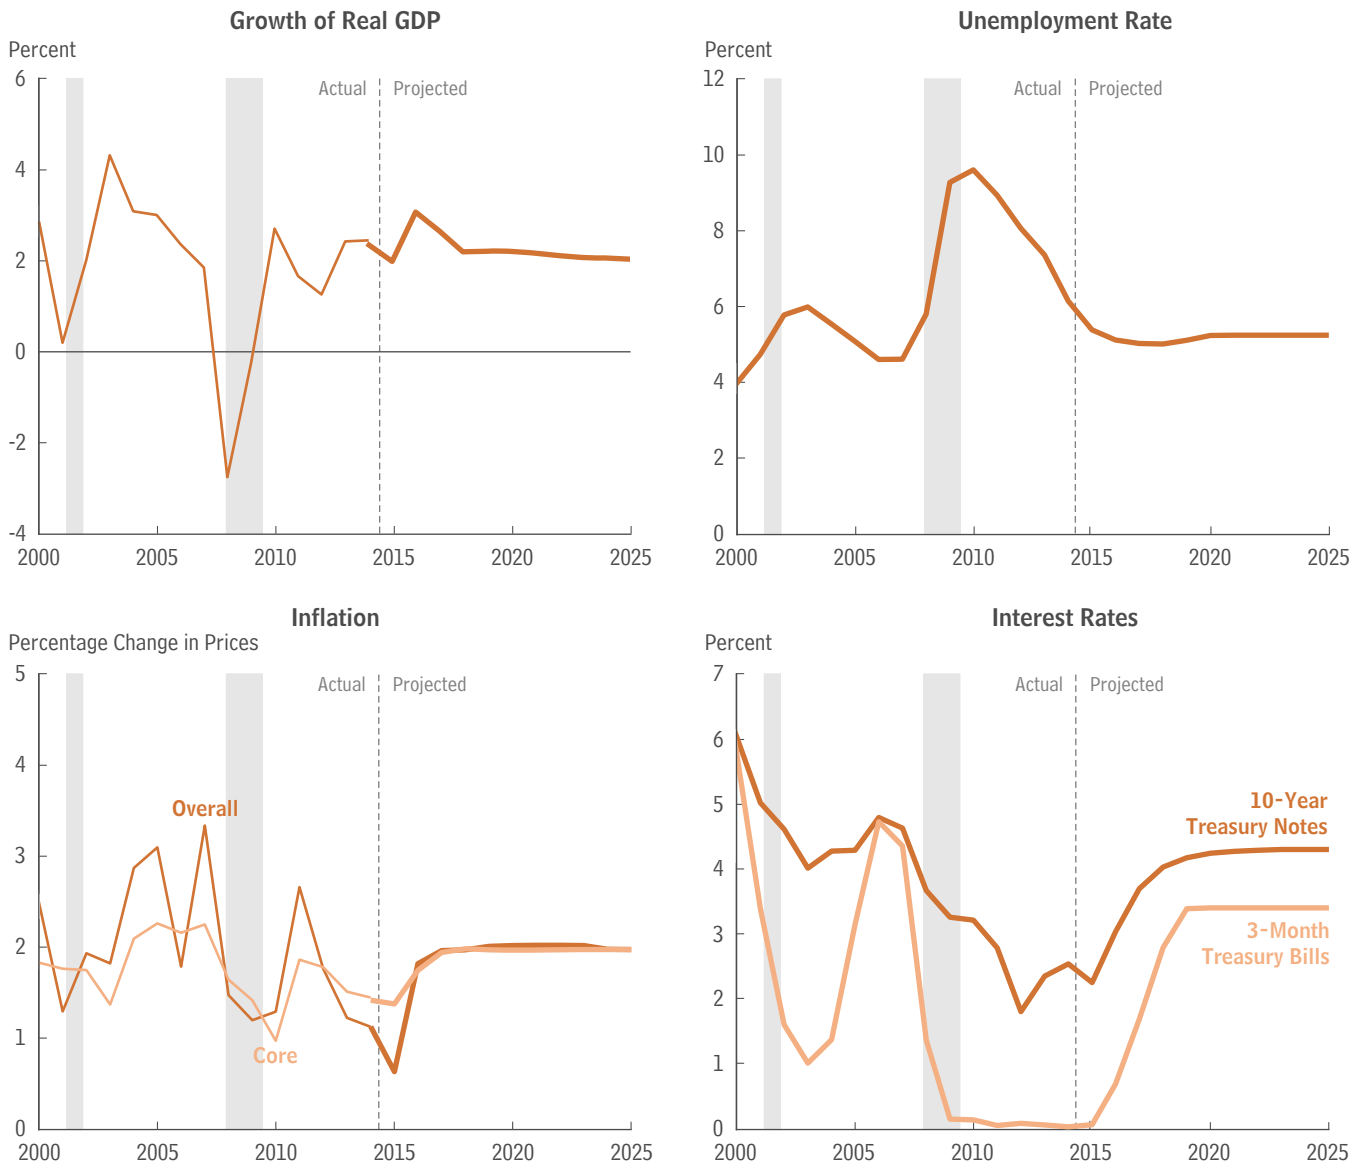 Growth of Real GDP
Percent
6
4
2
0
-2
-4
Actual
Projected
2000 2005 2010 2015 2020 2025
Unemployment Rate
Percent
12
10
8
6
4
2
0
Actual
Projected
2000 2005 2010 2015 2020 2025
Inflation
Percentage Change in Prices
5
4
3
2
1
0
Actual
Projected
Overall
Core
2000 2005 2010 2015 2020 2025
Interest Rates
Percent
7
6
5
4
3
2
1
0
Actual
Projected
10-Year
Treasury Notes
3-Month
Treasury Bills
2000 2005 2010 2015 2020 2025